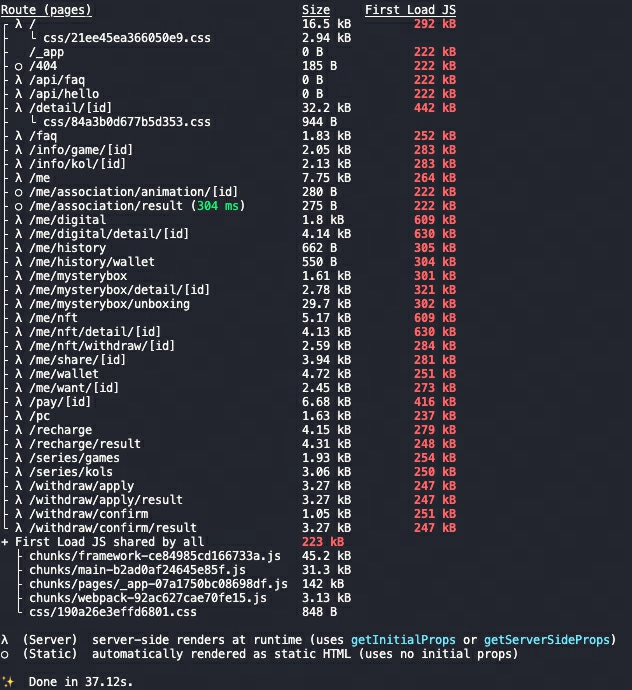 Route (pages) Size First Load JS
┌ λ / 16.5 kB 292 kB
├   └ css/21ee45ea366050e9.css 2.94 kB
├   /_app 0 B 222 kB
├ ○ /404 185 B 222 kB
├ λ /api/faq 0 B 222 kB
├ λ /api/hello 0 B 222 kB
├ λ /detail/[id] 32.2 kB 442 kB
├   └ css/84a3b0d677b5d353.css 944 B
├ λ /faq 1.83 kB 252 kB
├ λ /info/game/[id] 2.05 kB 283 kB
├ λ /info/kol/[id] 2.13 kB 283 kB
├ λ /me 7.75 kB 264 kB
├ ○ /me/association/animation/[id] 280 B 222 kB
├ ○ /me/association/result (304 ms) 275 B 222 kB
├ λ /me/digital 1.8 kB 609 kB
├ λ /me/digital/detail/[id] 4.14 kB 630 kB
├ λ /me/history 662 B 305 kB
├ λ /me/history/wallet 550 B 304 kB
├ λ /me/mysterybox 1.61 kB 301 kB
├ λ /me/mysterybox/detail/[id] 2.78 kB 321 kB
├ λ /me/mysterybox/unboxing 29.7 kB 302 kB
├ λ /me/nft 5.17 kB 609 kB
├ λ /me/nft/detail/[id] 4.13 kB 630 kB
├ λ /me/nft/withdraw/[id] 2.59 kB 284 kB
├ λ /me/share/[id] 3.94 kB 281 kB
├ λ /me/wallet 4.72 kB 251 kB
├ λ /me/want/[id] 2.45 kB 273 kB
├ λ /pay/[id] 6.68 kB 416 kB
├ λ /pc 1.63 kB 237 kB
├ λ /recharge 4.15 kB 279 kB
├ λ /recharge/result 4.31 kB 248 kB
├ λ /series/games 1.93 kB 254 kB
├ λ /series/kols 3.06 kB 250 kB
├ λ /withdraw/apply 3.27 kB 247 kB
├ λ /withdraw/apply/result 3.27 kB 247 kB
├ λ /withdraw/confirm 1.05 kB 251 kB
└ λ /withdraw/confirm/result 3.27 kB 247 kB
+ First Load JS shared by all 223 kB
├ chunks/framework-ce84985cd166733a.js 45.2 kB
├ chunks/main-b2ad0af24645e85f.js 31.3 kB
├ chunks/pages/_app-07a1750bc08698df.js 142 kB
├ chunks/webpack-92ac627cae70fe15.js 3.13 kB
└ css/190a26e3effd6801.css 848 B
λ (Server) server-side renders at runtime (uses getInitialProps or getServerSideProps)
○ (Static) automatically rendered as static HTML (uses no initial props)
✨ Done in 37.12s.